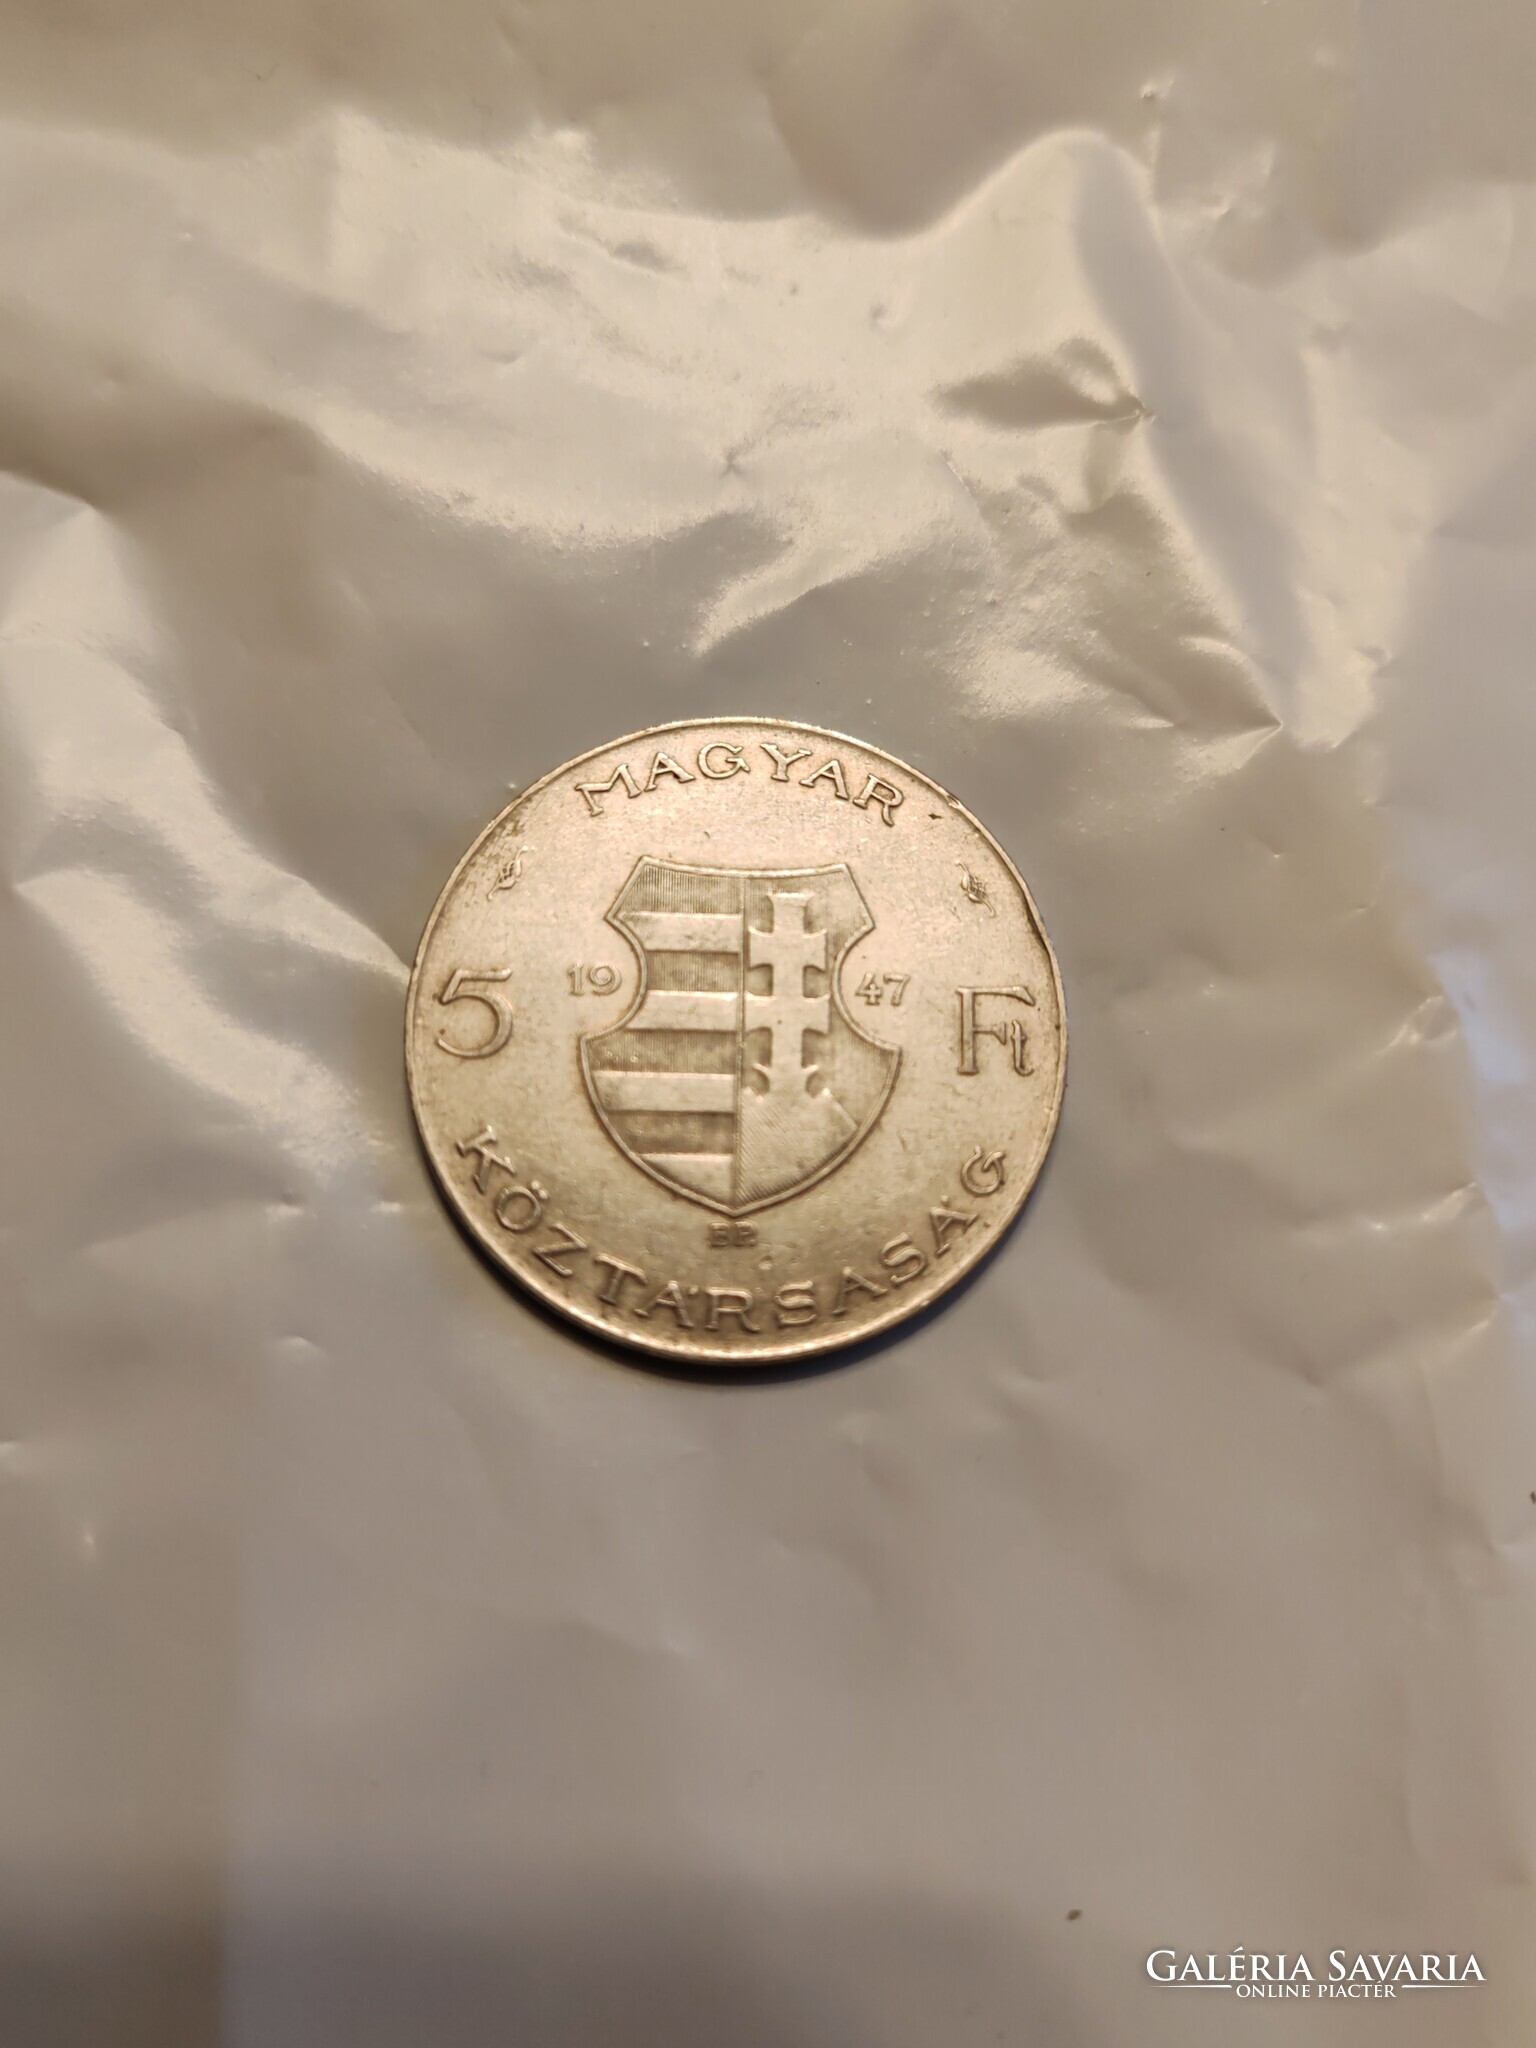 MAGYAR
5 19 47 Ft
BP.
KÖZTÁRSASÁG
GALÉRIA SAVARIA
ONLINE PIACTÉR